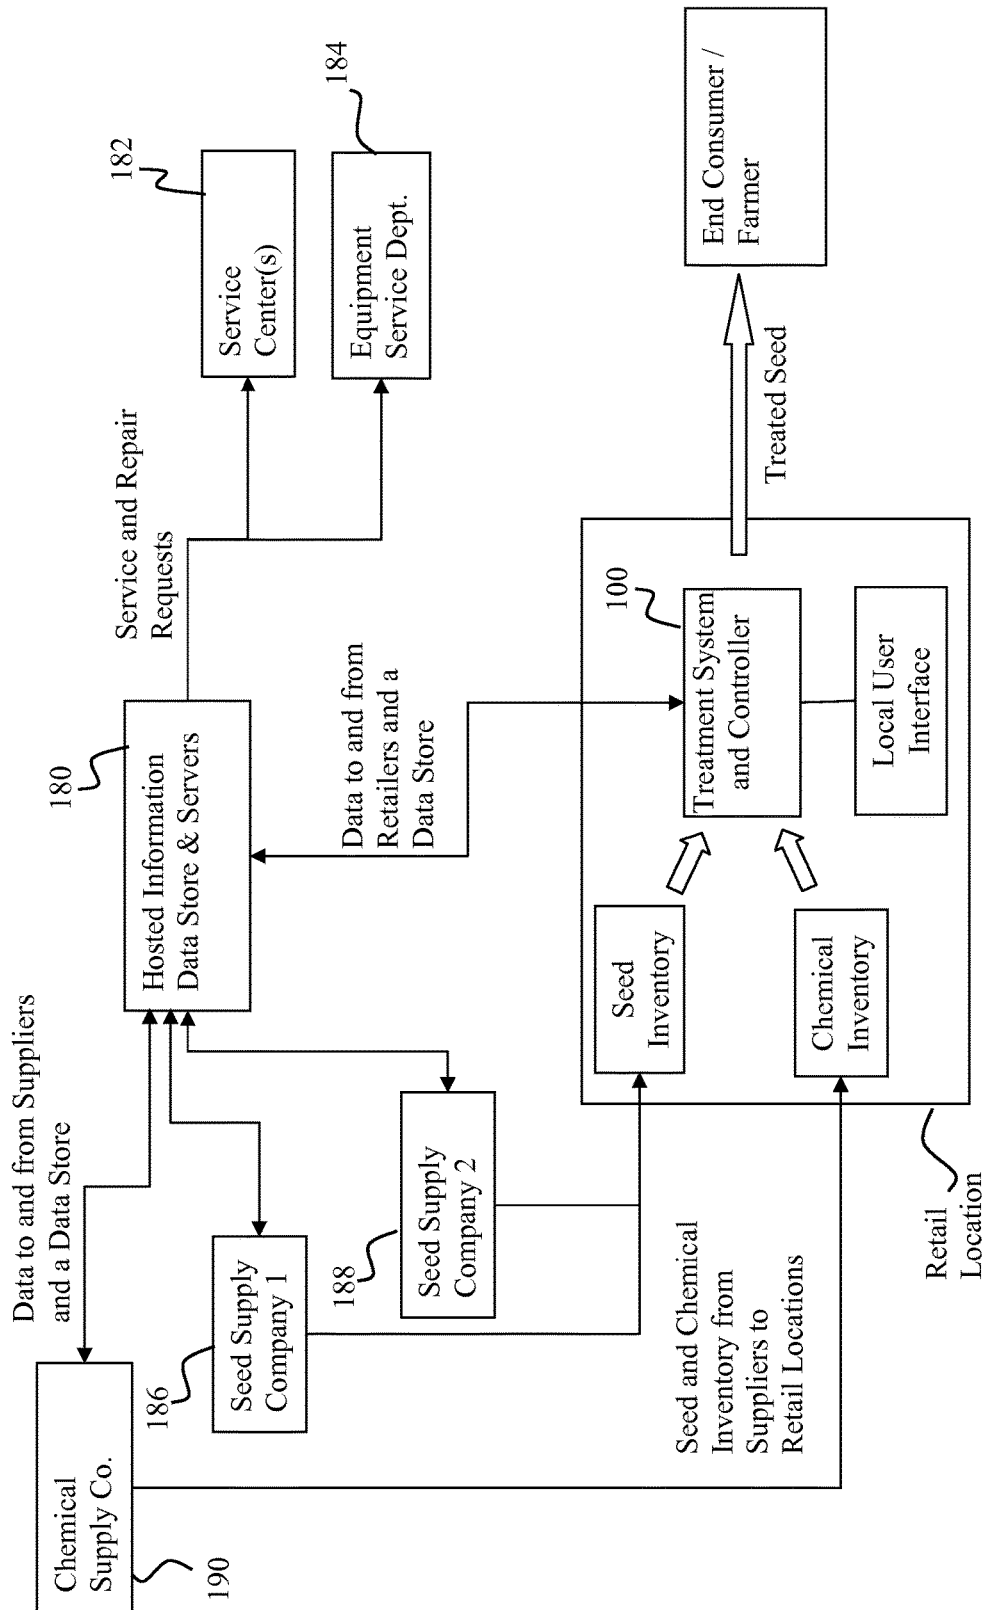 Data to and from Suppliers
and a Data Store
Chemical
Supply Co.
190
186
Seed Supply
Company 1
188
Seed Supply
Company 2
180
Hosted Information
Data Store & Servers
Service and Repair
Requests
182
Service
Center(s)
184
Equipment
Service Dept.
Data to and from
Retailers and a
Data Store
Seed and Chemical
Inventory from
Suppliers to
Retail Locations
Retail
Location
Seed
Inventory
Chemical
Inventory
100
Treatment System
and Controller
Local User
Interface
Treated Seed
End Consumer /
Farmer